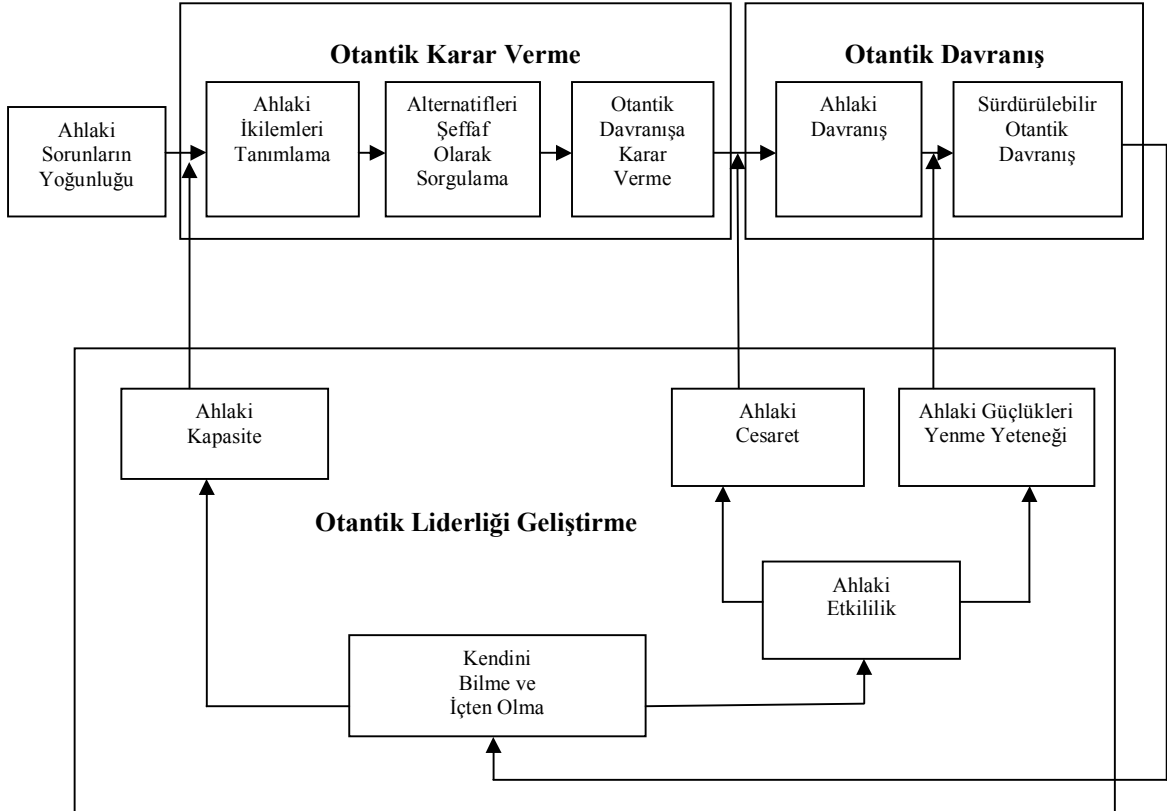 Otantik Karar Verme
Otantik Davranış
Ahlaki
Sorunların
Yoğunluğu
Ahlaki
İkilemleri
Tanımlama
Alternatifleri
Şeffaf
Olarak
Sorgulama
Otantik
Davranışa
Karar
Verme
Ahlaki
Davranış
Sürdürülebilir
Otantik
Davranış
Ahlaki
Kapasite
Ahlaki
Cesaret
Ahlaki Güçlükleri
Yenme Yeteneği
Otantik Liderliği Geliştirme
Ahlaki
Etkililik
Kendini
Bilme ve
İçten Olma